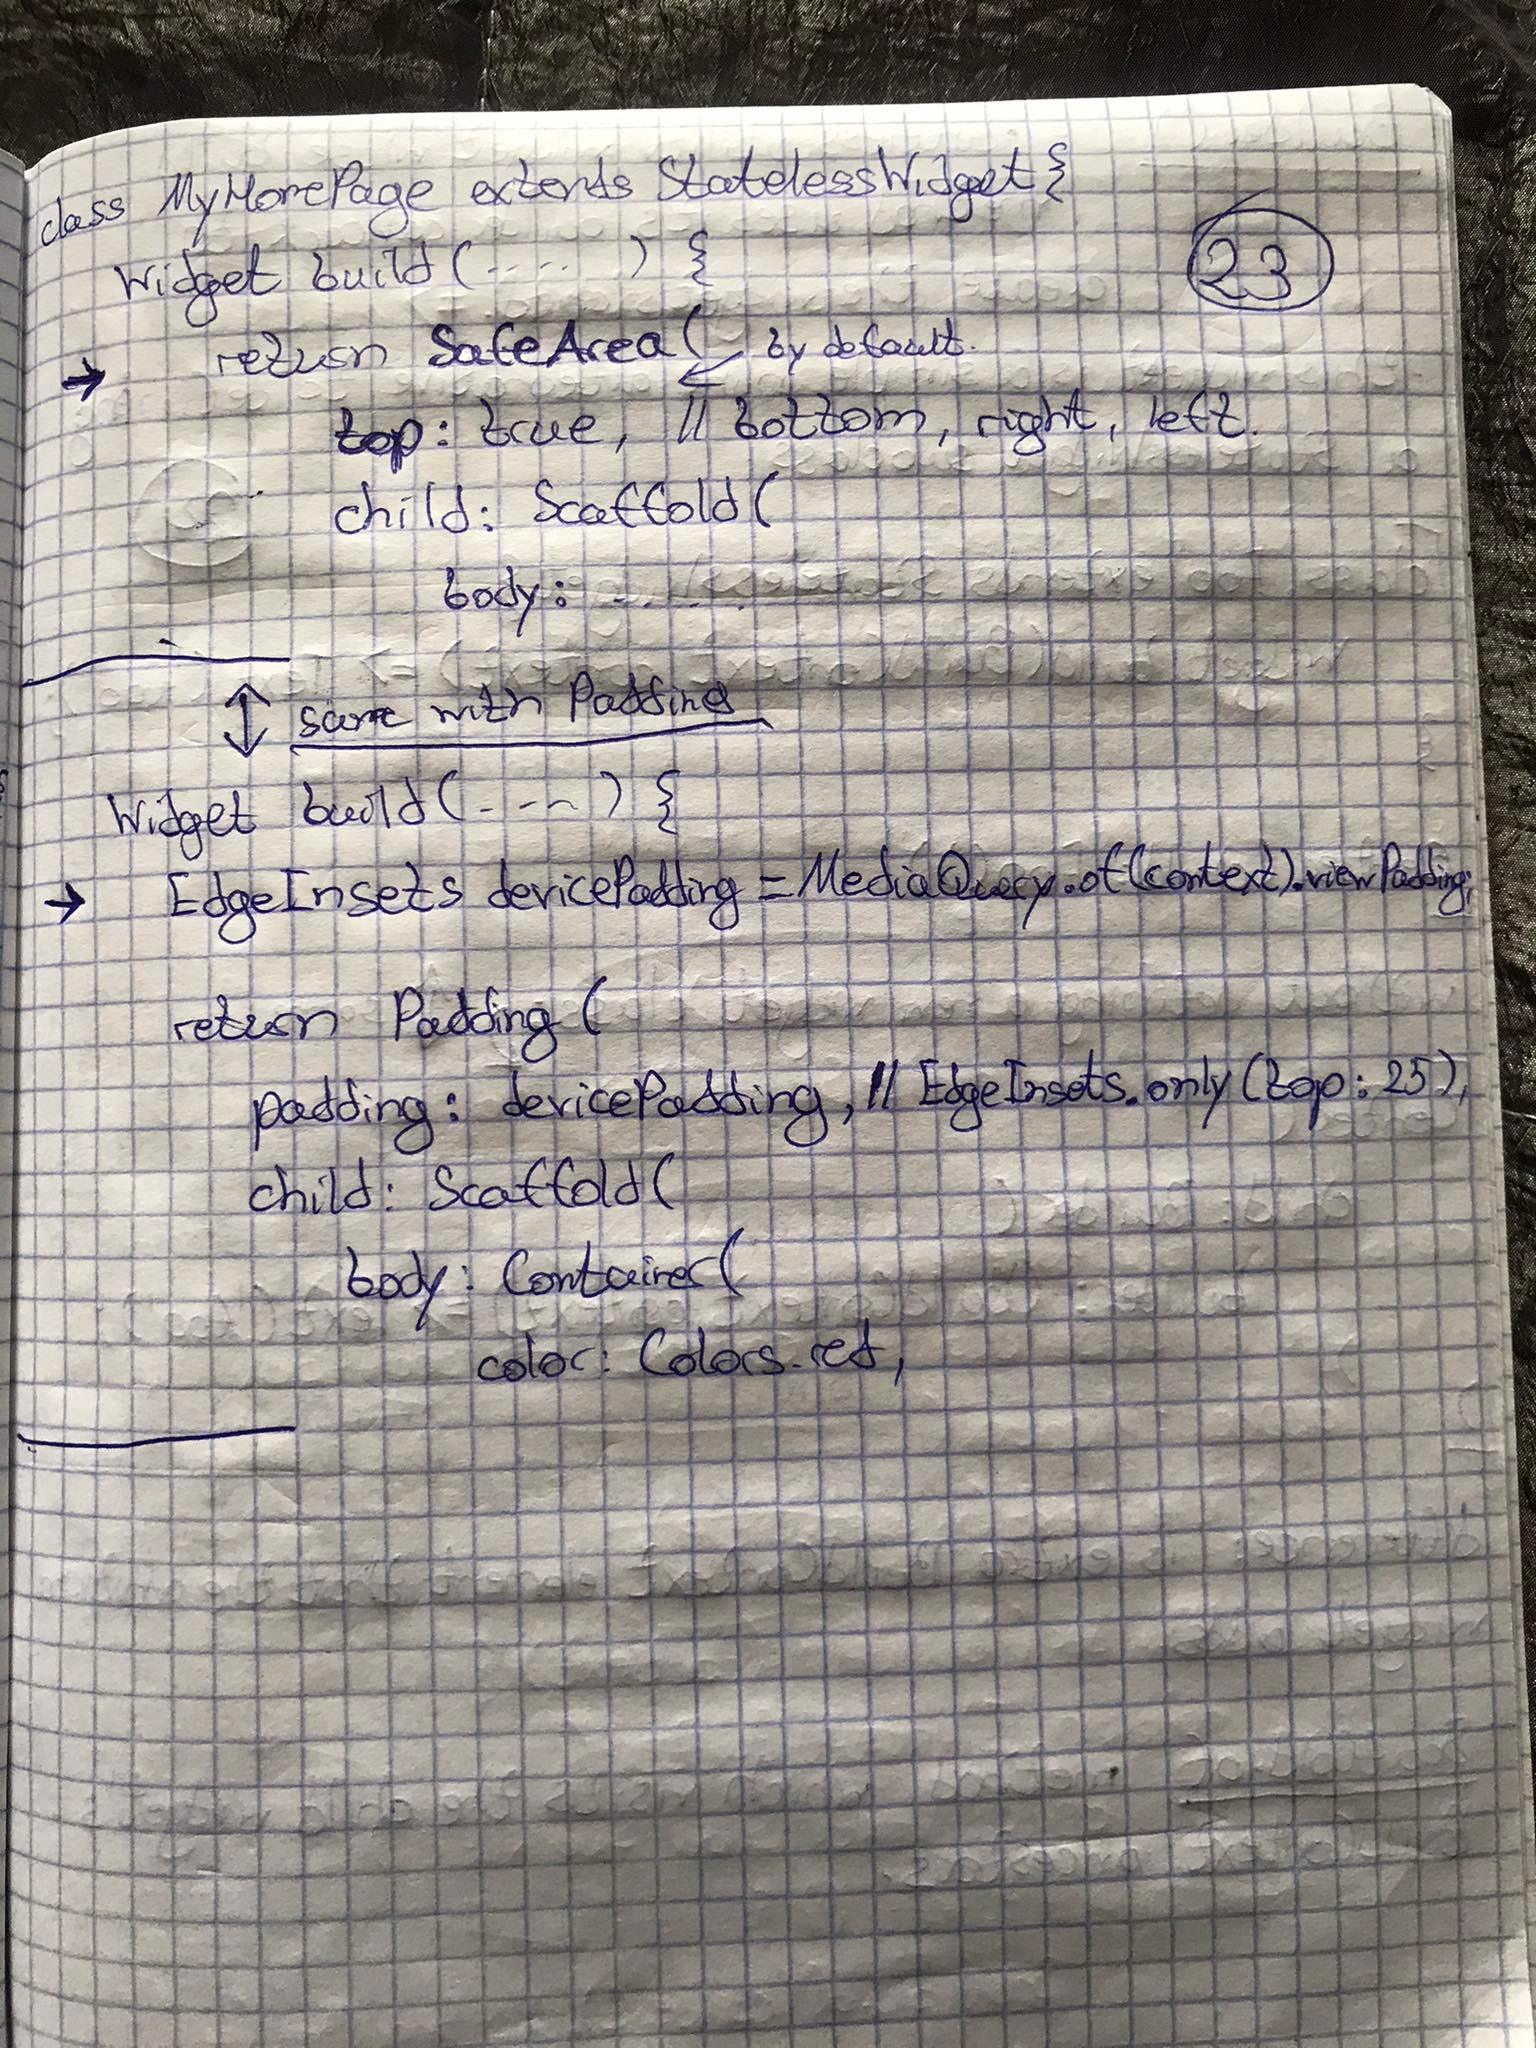 class MyHomePage extends StatelessWidget {
23
Widget build(....) {
return SafeArea( by default.
top: true, // bottom, right, left.
child: Scaffold(
body: ......
same with Padding
Widget build(....) {
EdgeInsets devicePadding = MediaQuery.of(context).viewPadding;
return Padding(
padding: devicePadding, // EdgeInsets.only(top: 25),
child: Scaffold(
body: Container(
color: Colors.red,